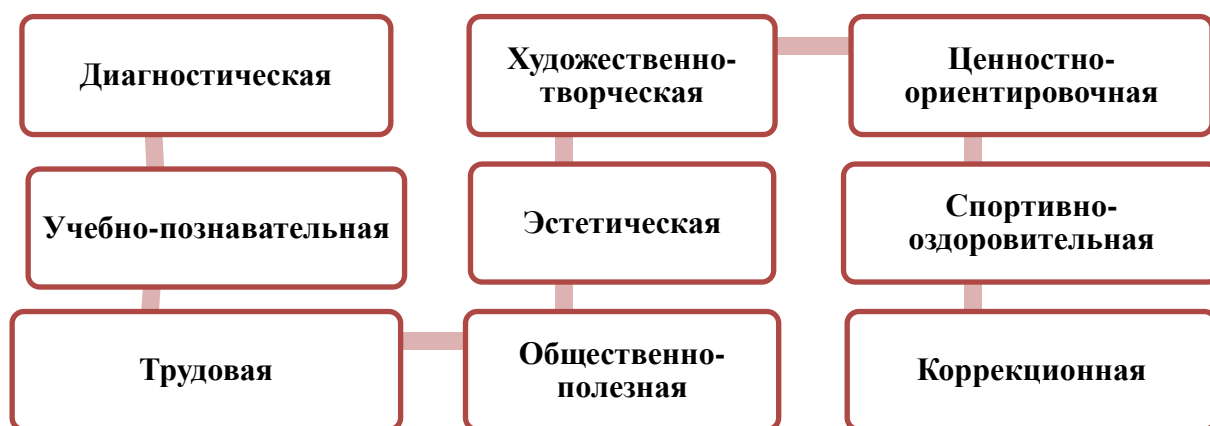 Диагностическая
Учебно-познавательная
Трудовая
Общественно-
полезная
Эстетическая
Художественно-
творческая
Ценностно-
ориентировочная
Спортивно-
оздоровительная
Коррекционная